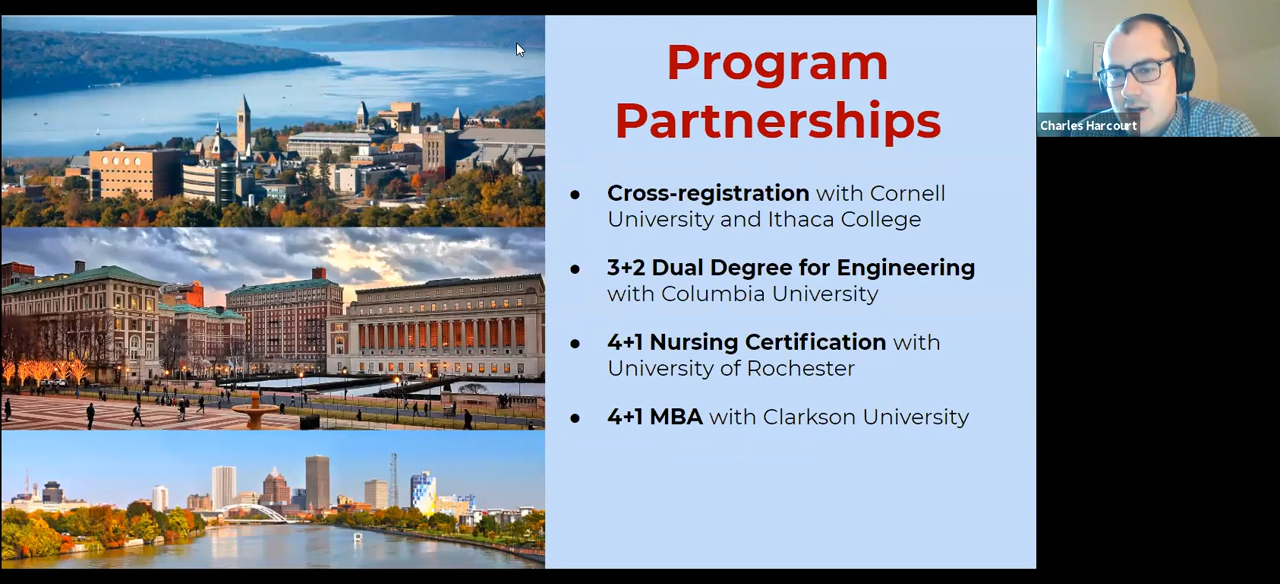 Program
Partnerships
● Cross-registration with Cornell
University and Ithaca College
● 3+2 Dual Degree for Engineering
with Columbia University
● 4+1 Nursing Certification with
University of Rochester
● 4+1 MBA with Clarkson University
Charles Harcourt